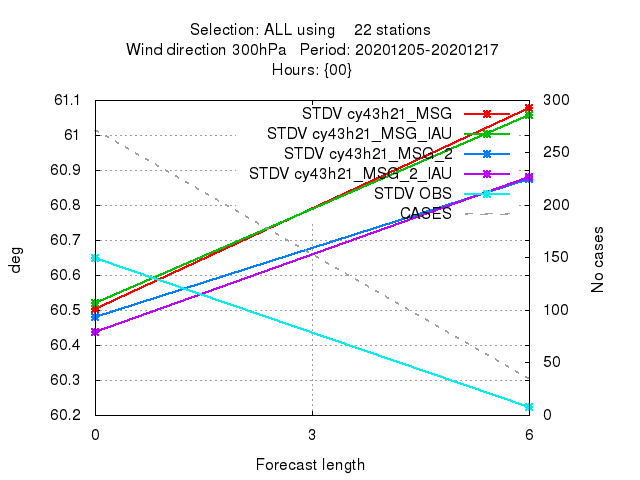 Selection: ALL using 22 stations
Wind direction 300hPa Period: 20201205-20201217
Hours: {00}
61.1
61
60.9
60.8
60.7
60.6
60.5
60.4
60.3
60.2
deg
STDV cy43h21_MSG
STDV cy43h21_MSG_IAU
STDV cy43h21_MSG_2
STDV cy43h21_MSG_2_IAU
STDV OBS
CASES
300
250
200
150
100
50
0
No cases
0 3 6
Forecast length